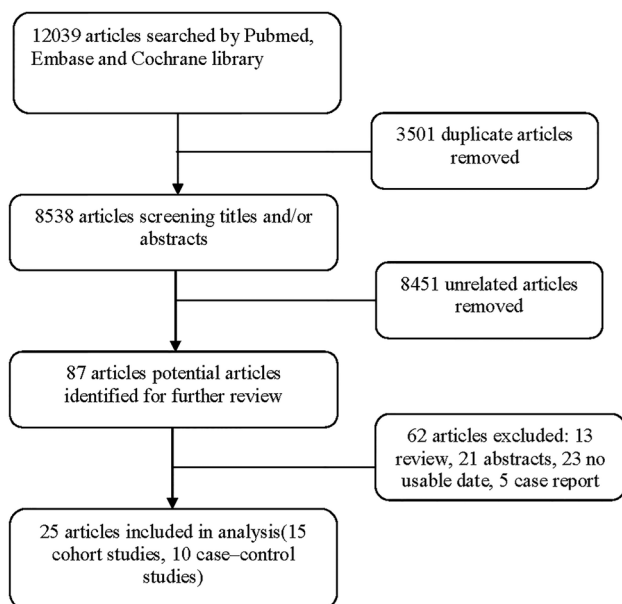 12039 articles searched by Pubmed,
Embase and Cochrane library
3501 duplicate articles
removed
8538 articles screening titles and/or
abstracts
8451 unrelated articles
removed
87 articles potential articles
identified for further review
62 articles excluded: 13
review, 21 abstracts, 23 no
usable date, 5 case report
25 articles included in analysis(15
cohort studies, 10 case–control
studies)